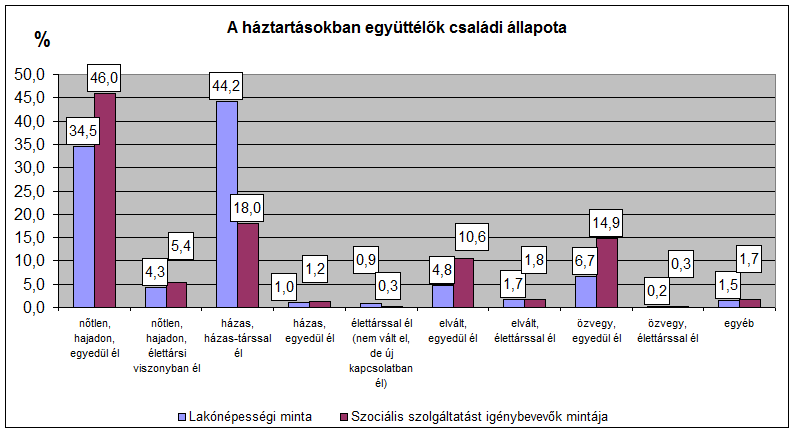 A háztartásokban együttélők családi állapota
%
50,0
45,0
40,0
35,0
30,0
25,0
20,0
15,0
10,0
5,0
0,0
34,5
46,0
4,3
5,4
44,2
18,0
1,0
1,2
0,9
0,3
4,8
10,6
1,7
1,8
6,7
14,9
0,2
0,3
1,5
1,7
nőtlen,
hajadon,
egyedül él
nőtlen,
hajadon,
élettársi
viszonyban él
házas,
házas-társsal
él
házas,
egyedül él
élettárssal él
(nem vált el,
de új
kapcsolatban
él)
elvált,
egyedül él
elvált,
élettárssal él
özvegy,
egyedül él
özvegy,
élettárssal él
egyéb
Lakónépességi minta
Szociális szolgáltatást igénybevevők mintája